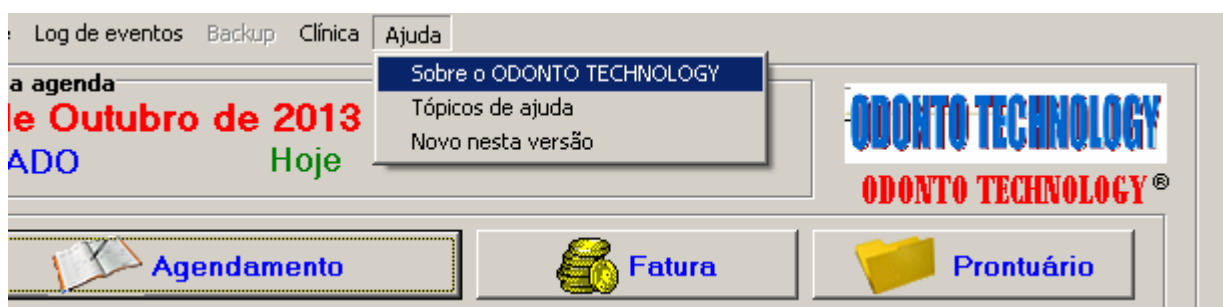 Log de eventos Backup Clínica Ajuda
Sobre o ODONTO TECHNOLOGY
Tópicos de ajuda
Novo nesta versão
a agenda
e Outubro de 2013
ADO Hoje
ODONTO TECHNOLOGY
ODONTO TECHNOLOGY®
Agendamento Fatura Prontuário